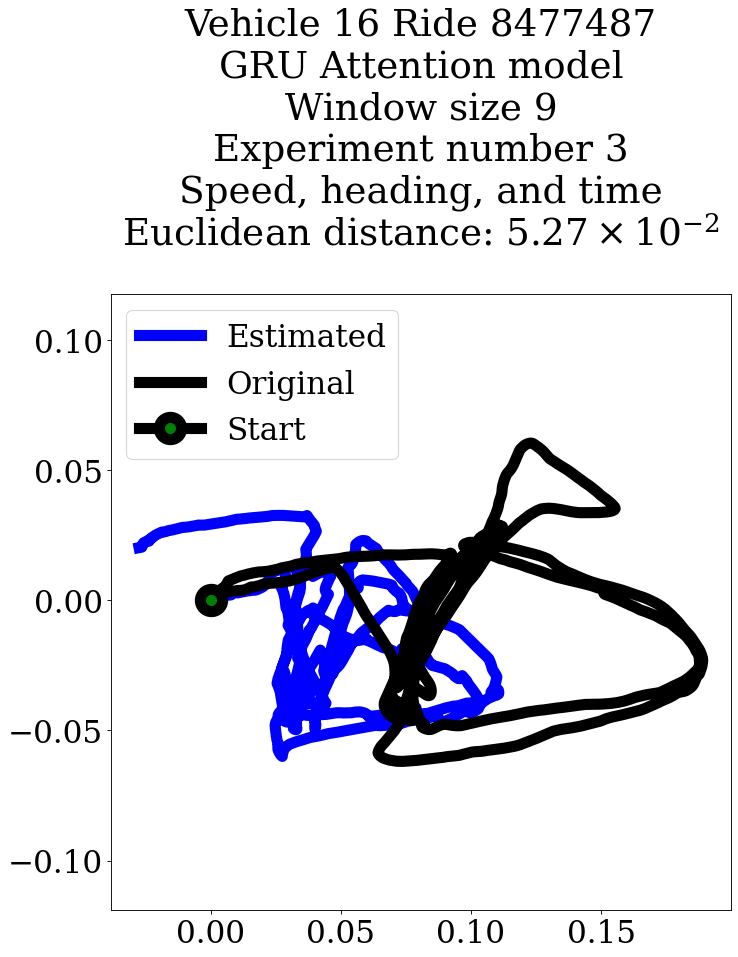 Vehicle 16 Ride 8477487
GRU Attention model
Window size 9
Experiment number 3
Speed, heading, and time
Euclidean distance: 5.27 × 10⁻²
Estimated
Original
Start
0.10
0.05
0.00
−0.05
−0.10
0.00 0.05 0.10 0.15